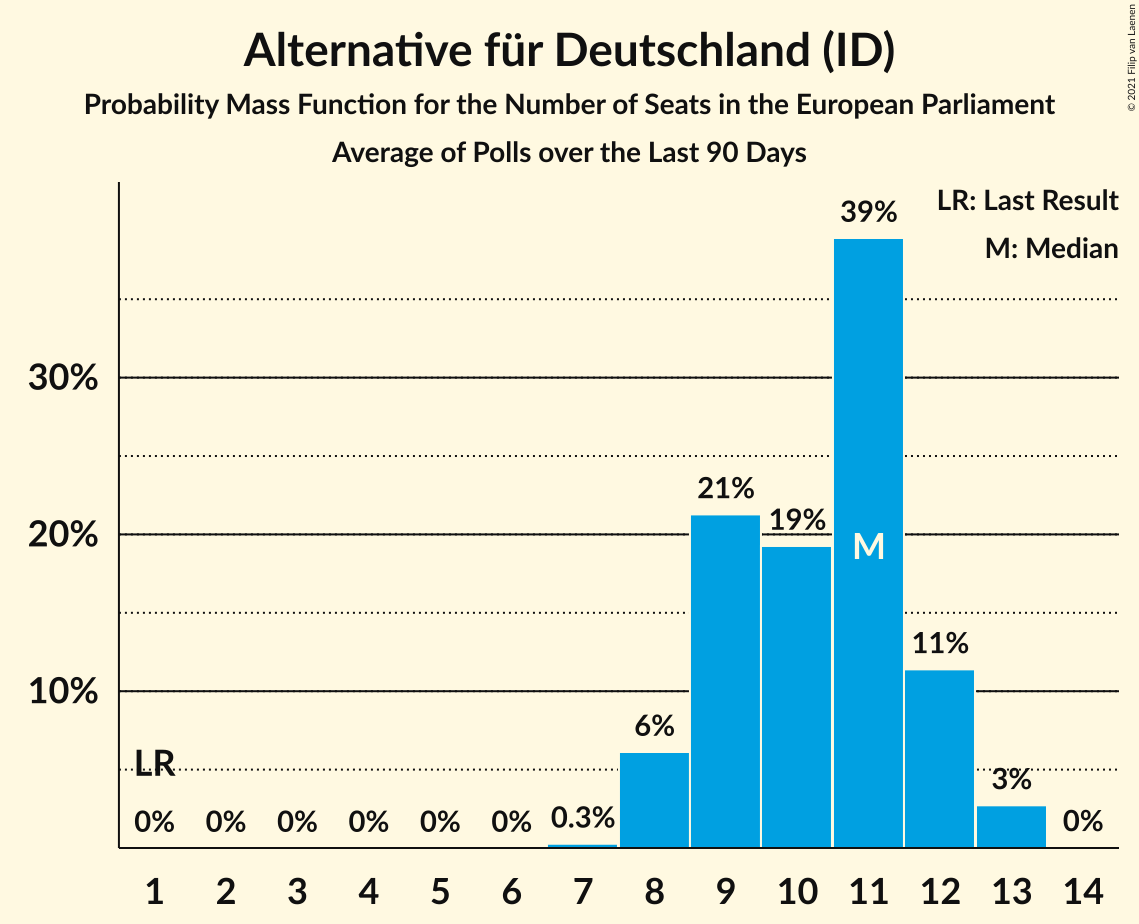 Alternative für Deutschland (ID)
Probability Mass Function for the Number of Seats in the European Parliament
Average of Polls over the Last 90 Days
© 2021 Filip van Laenen
LR: Last Result
M: Median
39%
30%
21%
19%
20%
M
11%
10%
6%
LR
3%
0% 0% 0% 0% 0% 0% 0.3% 0%
1 2 3 4 5 6 7 8 9 10 11 12 13 14